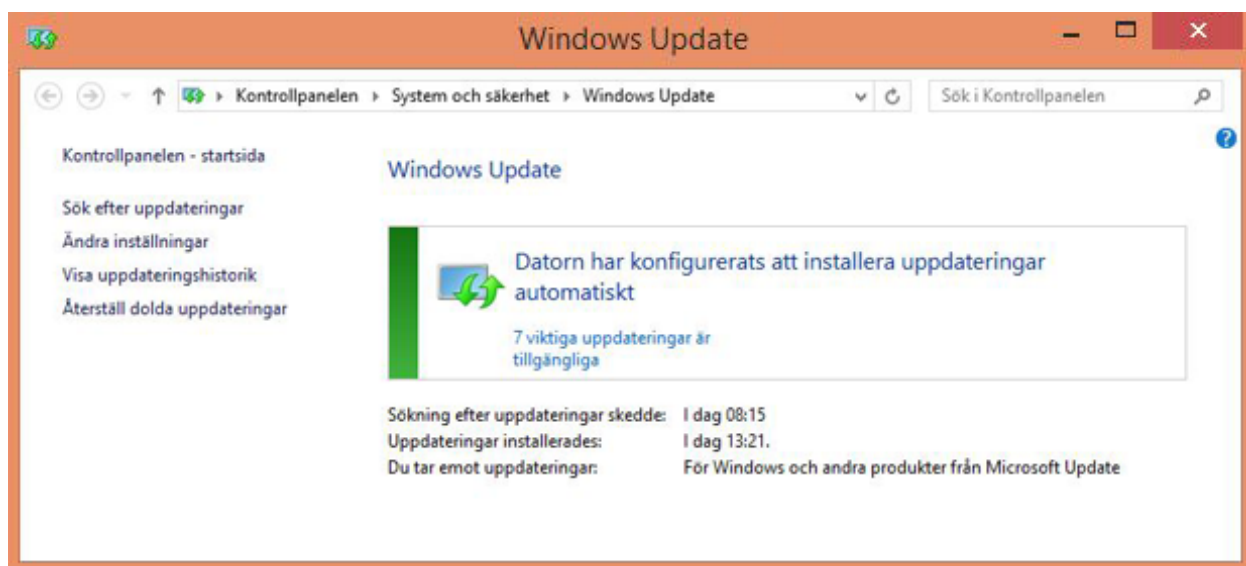 Windows Update
Kontrollpanelen System och säkerhet Windows Update Sök i Kontrollpanelen
Kontrollpanelen - startsida
Sök efter uppdateringar
Ändra inställningar
Visa uppdateringshistorik
Återställ dolda uppdateringar
Windows Update
Datorn har konfigurerats att installera uppdateringar
automatiskt
7 viktiga uppdateringar är
tillgängliga
Sökning efter uppdateringar skedde: I dag 08:15
Uppdateringar installerades: I dag 13:21.
Du tar emot uppdateringar: För Windows och andra produkter från Microsoft Update